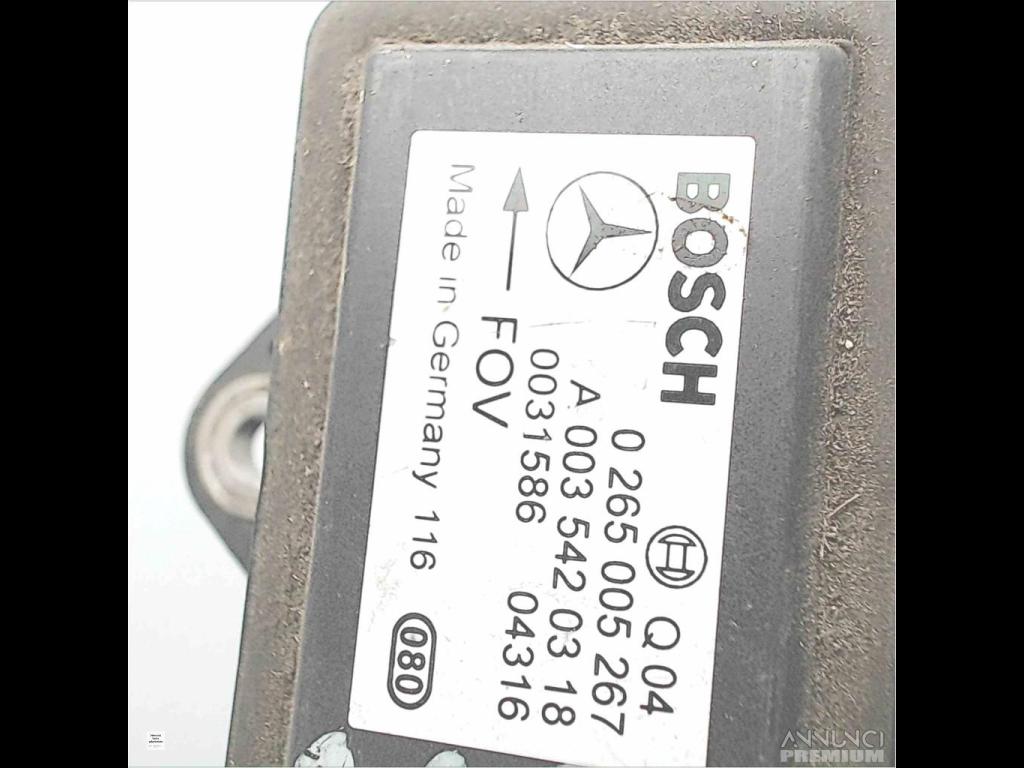 BOSCH
Q 04
0 265 005 267
A 003 542 03 18
0031586 04316
FOV
Made in Germany 116
080
ANNUNCI
PREMIUM